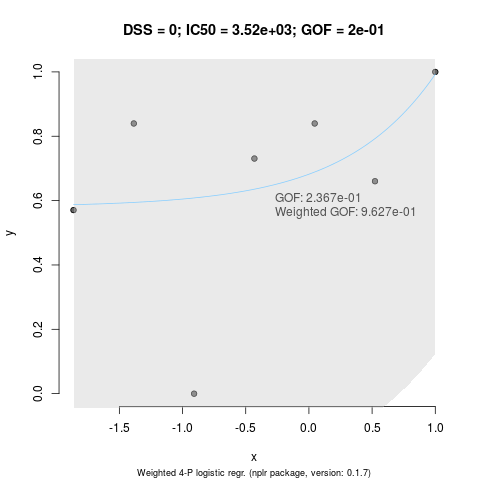 DSS = 0; IC50 = 3.52e+03; GOF = 2e-01
1.0
0.8
0.6
0.4
0.2
0.0
y
GOF: 2.367e-01
Weighted GOF: 9.627e-01
-1.5 -1.0 -0.5 0.0 0.5 1.0
x
Weighted 4-P logistic regr. (nplr package, version: 0.1.7)